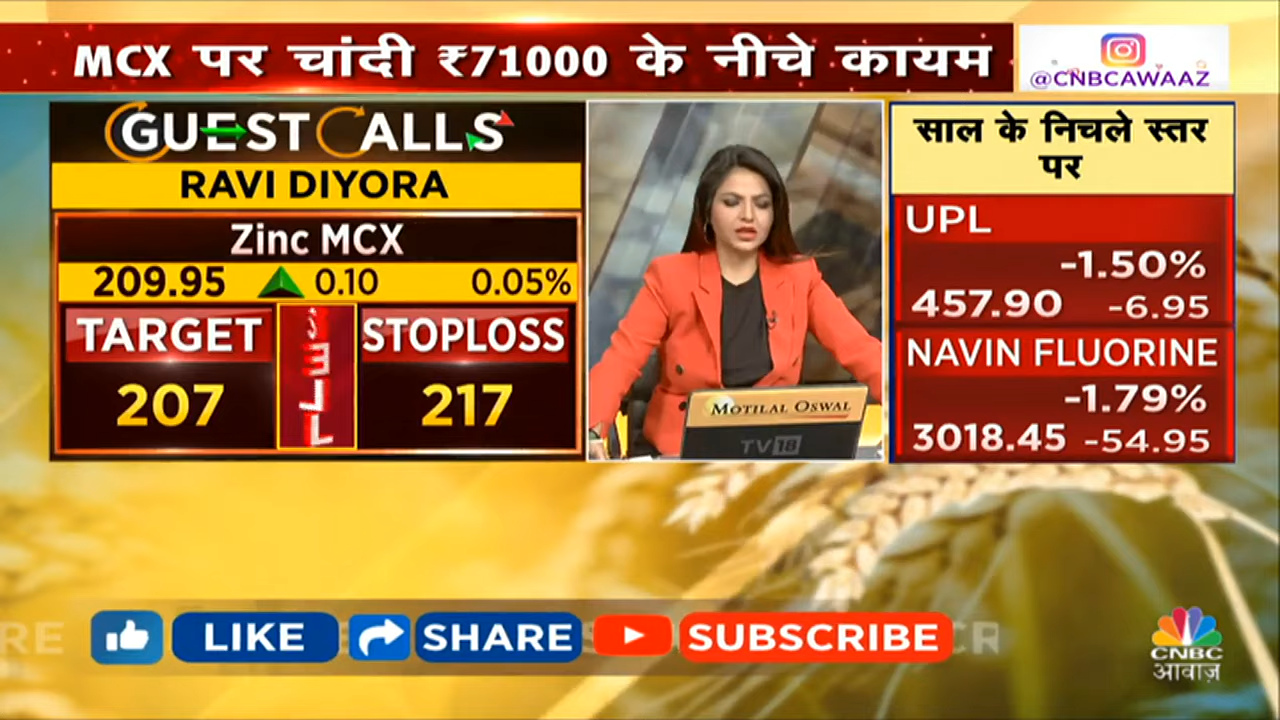 MCX पर चांदी ₹71000 के नीचे कायम
@CNBCAWAAZ
GUEST CALLS
RAVI DIYORA
Zinc MCX
209.95 0.10 0.05%
TARGET SELL STOPLOSS
207 217
MOTILAL OSWAL
TV18
साल के निचले स्तर
पर
UPL
-1.50%
457.90 -6.95
NAVIN FLUORINE
-1.79%
3018.45 -54.95
LIKE SHARE SUBSCRIBE
CNBC
आवाज़